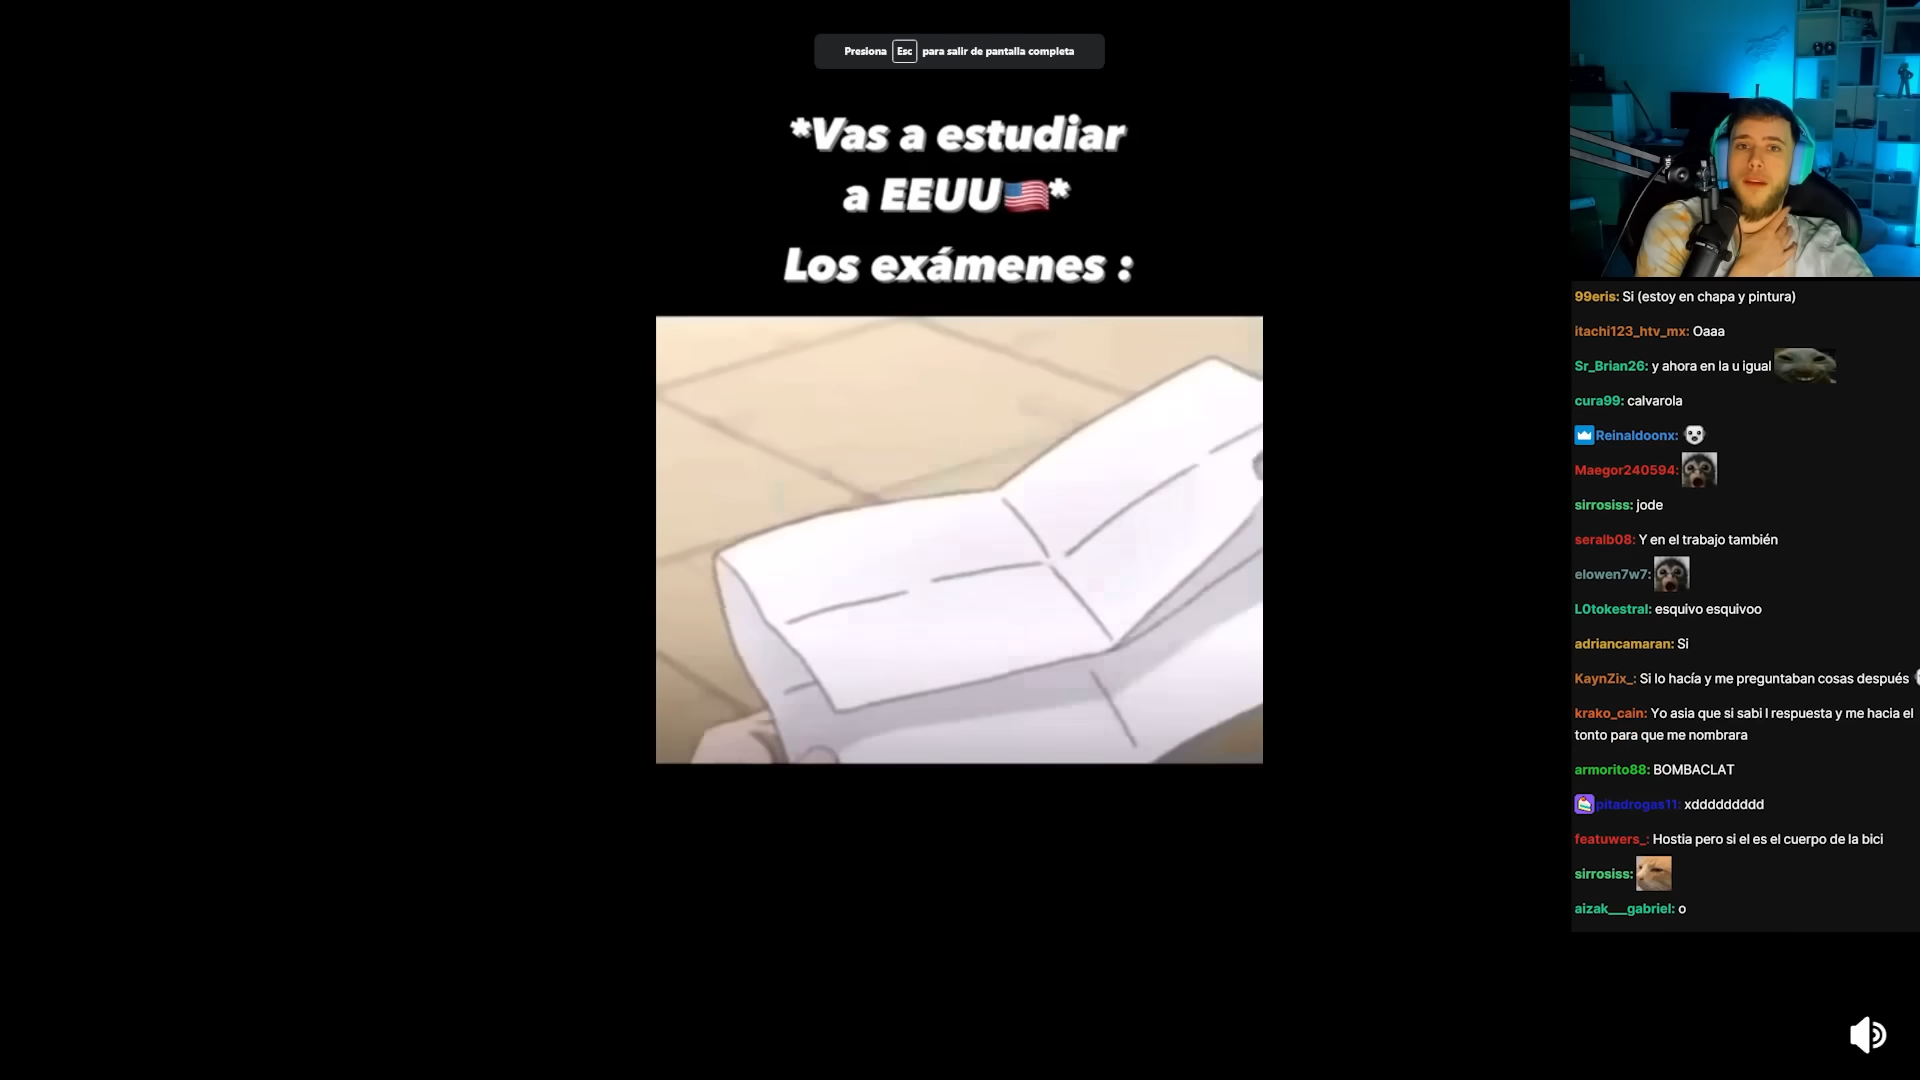 Presiona Esc para salir de pantalla completa
*Vas a estudiar
a EEUU🇺🇸*
Los exámenes :
99eris: Si (estoy en chapa y pintura)
itachi123_htv_mx: Oaaa
Sr_Brian26: y ahora en la u igual
cura99: calvarola
Reinaldoonx:
Maegor240594:
sirrosiss: jode
seralb08: Y en el trabajo también
elowen7w7:
L0tokestral: esquivo esquivoo
adriancamaran: Si
KaynZix_: Si lo hacía y me preguntaban cosas después
krako_cain: Yo asia que si sabi l respuesta y me hacia el
tonto para que me nombrara
armorito88: BOMBACLAT
pitadrogas11: xddddddddd
featuwers_: Hostia pero si el es el cuerpo de la bici
sirrosiss:
aizak___gabriel: o